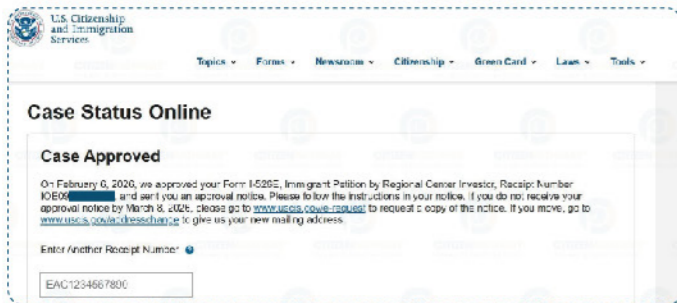 U.S. Citizenship
and Immigration
Services
Topics Forms Newsroom Citizenship Green Card Laws Tools
Case Status Online
Case Approved
On February 6, 2026, we approved your Form I-526E, Immigrant Petition by Regional Center Investor, Receipt Number
IOE09 and sent you an approval notice. Please follow the instructions in your notice. If you do not receive your
approval notice by March 8, 2026, please go to www.uscis.gov/e-request to request a copy of the notice. If you move, go to
www.uscis.gov/addresschange to give us your new mailing address.
Enter Another Receipt Number
EAC1234567890